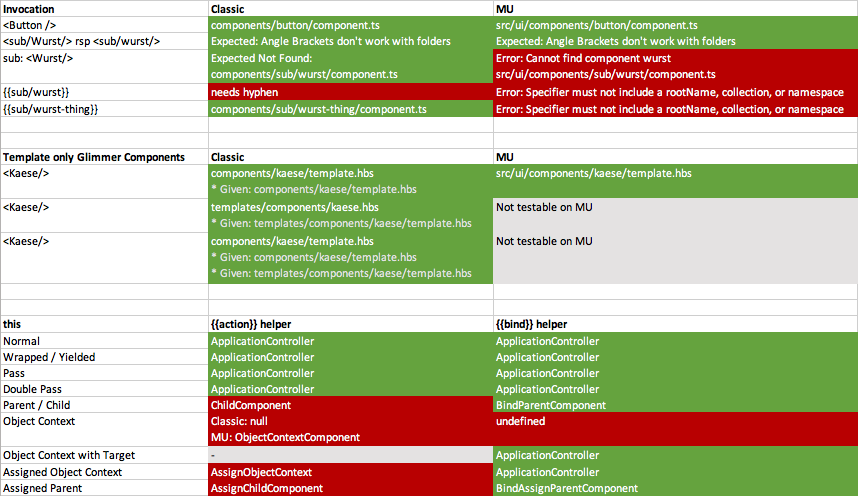 Invocation Classic MU
<Button /> components/button/component.ts src/ui/components/button/component.ts
<sub/Wurst/> rsp <sub/wurst/> Expected: Angle Brackets don't work with folders Expected: Angle Brackets don't work with folders
sub: <Wurst/> Expected Not Found: Error: Cannot find component wurst
components/sub/wurst/component.ts src/ui/components/sub/wurst/component.ts
{{sub/wurst}} needs hyphen Error: Specifier must not include a rootName, collection, or namespace
{{sub/wurst-thing}} components/sub/wurst-thing/component.ts Error: Specifier must not include a rootName, collection, or namespace
Template only Glimmer Components Classic MU
<Kaese/> components/kaese/template.hbs src/ui/components/kaese/template.hbs
* Given: components/kaese/template.hbs
<Kaese/> templates/components/kaese.hbs Not testable on MU
* Given: templates/components/kaese/template.hbs
<Kaese/> components/kaese/template.hbs Not testable on MU
* Given: components/kaese/template.hbs
* Given: templates/components/kaese/template.hbs
this {{action}} helper {{bind}} helper
Normal ApplicationController ApplicationController
Wrapped / Yielded ApplicationController ApplicationController
Pass ApplicationController ApplicationController
Double Pass ApplicationController ApplicationController
Parent / Child ChildComponent BindParentComponent
Object Context Classic: null undefined
MU: ObjectContextComponent
Object Context with Target - ApplicationController
Assigned Object Context AssignObjectContext ApplicationController
Assigned Parent AssignChildComponent BindAssignParentComponent